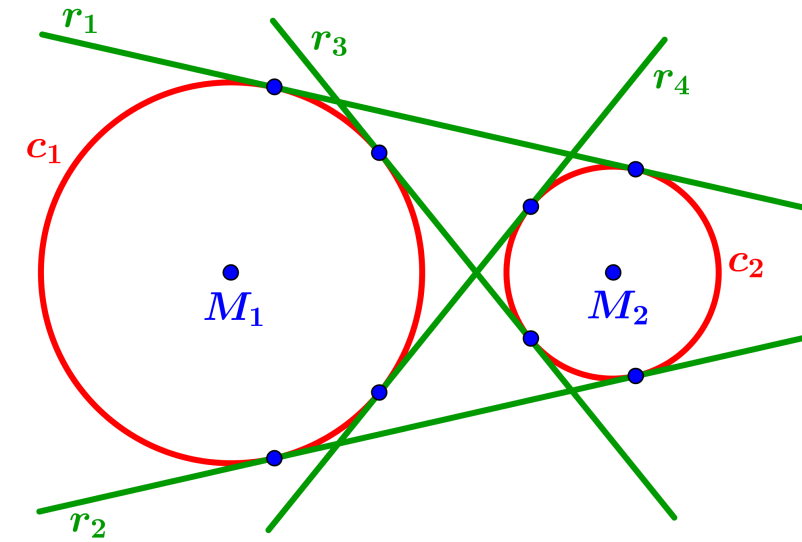 r₁
r₃
r₄
c₁
c₂
M₁
M₂
r₂